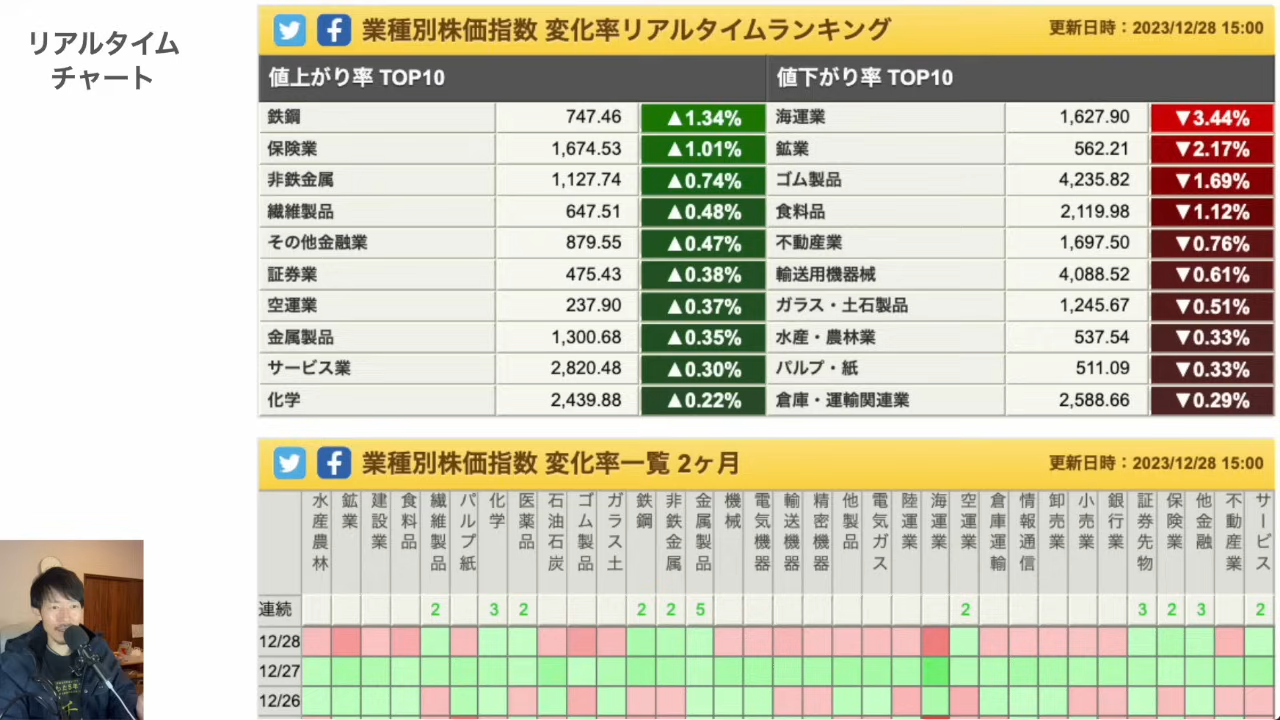 リアルタイム
チャート
業種別株価指数 変化率リアルタイムランキング 更新日時:2023/12/28 15:00
値上がり率 TOP10 値下がり率 TOP10
鉄鋼 747.46 ▲1.34% 海運業 1,627.90 ▼3.44%
保険業 1,674.53 ▲1.01% 鉱業 562.21 ▼2.17%
非鉄金属 1,127.74 ▲0.74% ゴム製品 4,235.82 ▼1.69%
繊維製品 647.51 ▲0.48% 食料品 2,119.98 ▼1.12%
その他金融業 879.55 ▲0.47% 不動産業 1,697.50 ▼0.76%
証券業 475.43 ▲0.38% 輸送用機器械 4,088.52 ▼0.61%
空運業 237.90 ▲0.37% ガラス・土石製品 1,245.67 ▼0.51%
金属製品 1,300.68 ▲0.35% 水産・農林業 537.54 ▼0.33%
サービス業 2,820.48 ▲0.30% パルプ・紙 511.09 ▼0.33%
化学 2,439.88 ▲0.22% 倉庫・運輸関連業 2,588.66 ▼0.29%
業種別株価指数 変化率一覧 2ヶ月 更新日時:2023/12/28 15:00
水産農林 鉱業 建設業 食料品 繊維製品 パルプ紙 化学 医薬品 石油石炭 ゴム製品 ガラス土 鉄鋼 非鉄金属 金属製品 機械 電気機器 輸送機器 精密機器 他製品 電気ガス 陸運業 海運業 空運業 倉庫運輸 情報通信 卸売業 小売業 銀行業 証券先物 保険業 他金融 不動産業 サービス
連続 2 3 2 2 2 5 2 3 2 3 2
12/28
12/27
12/26